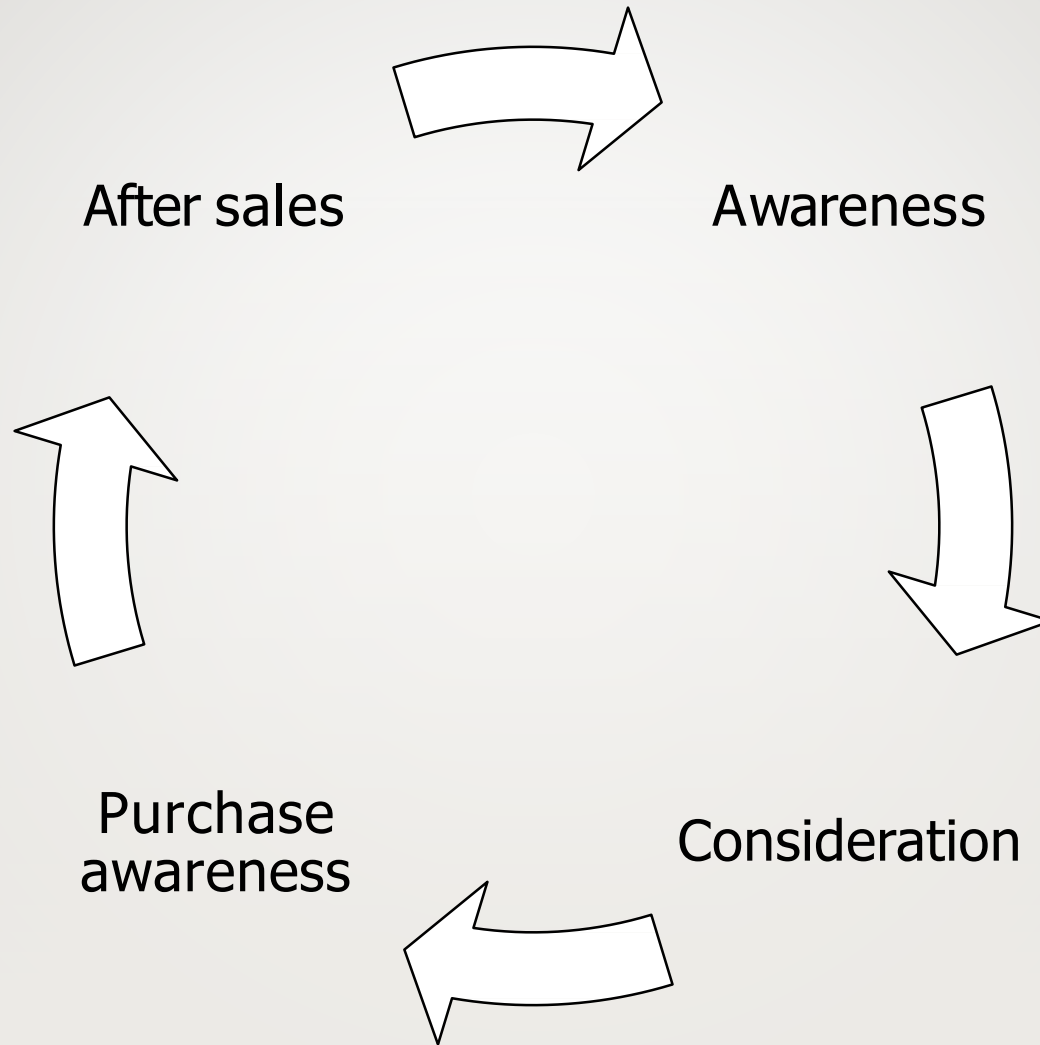 After sales
Awareness
Purchase
awareness
Consideration